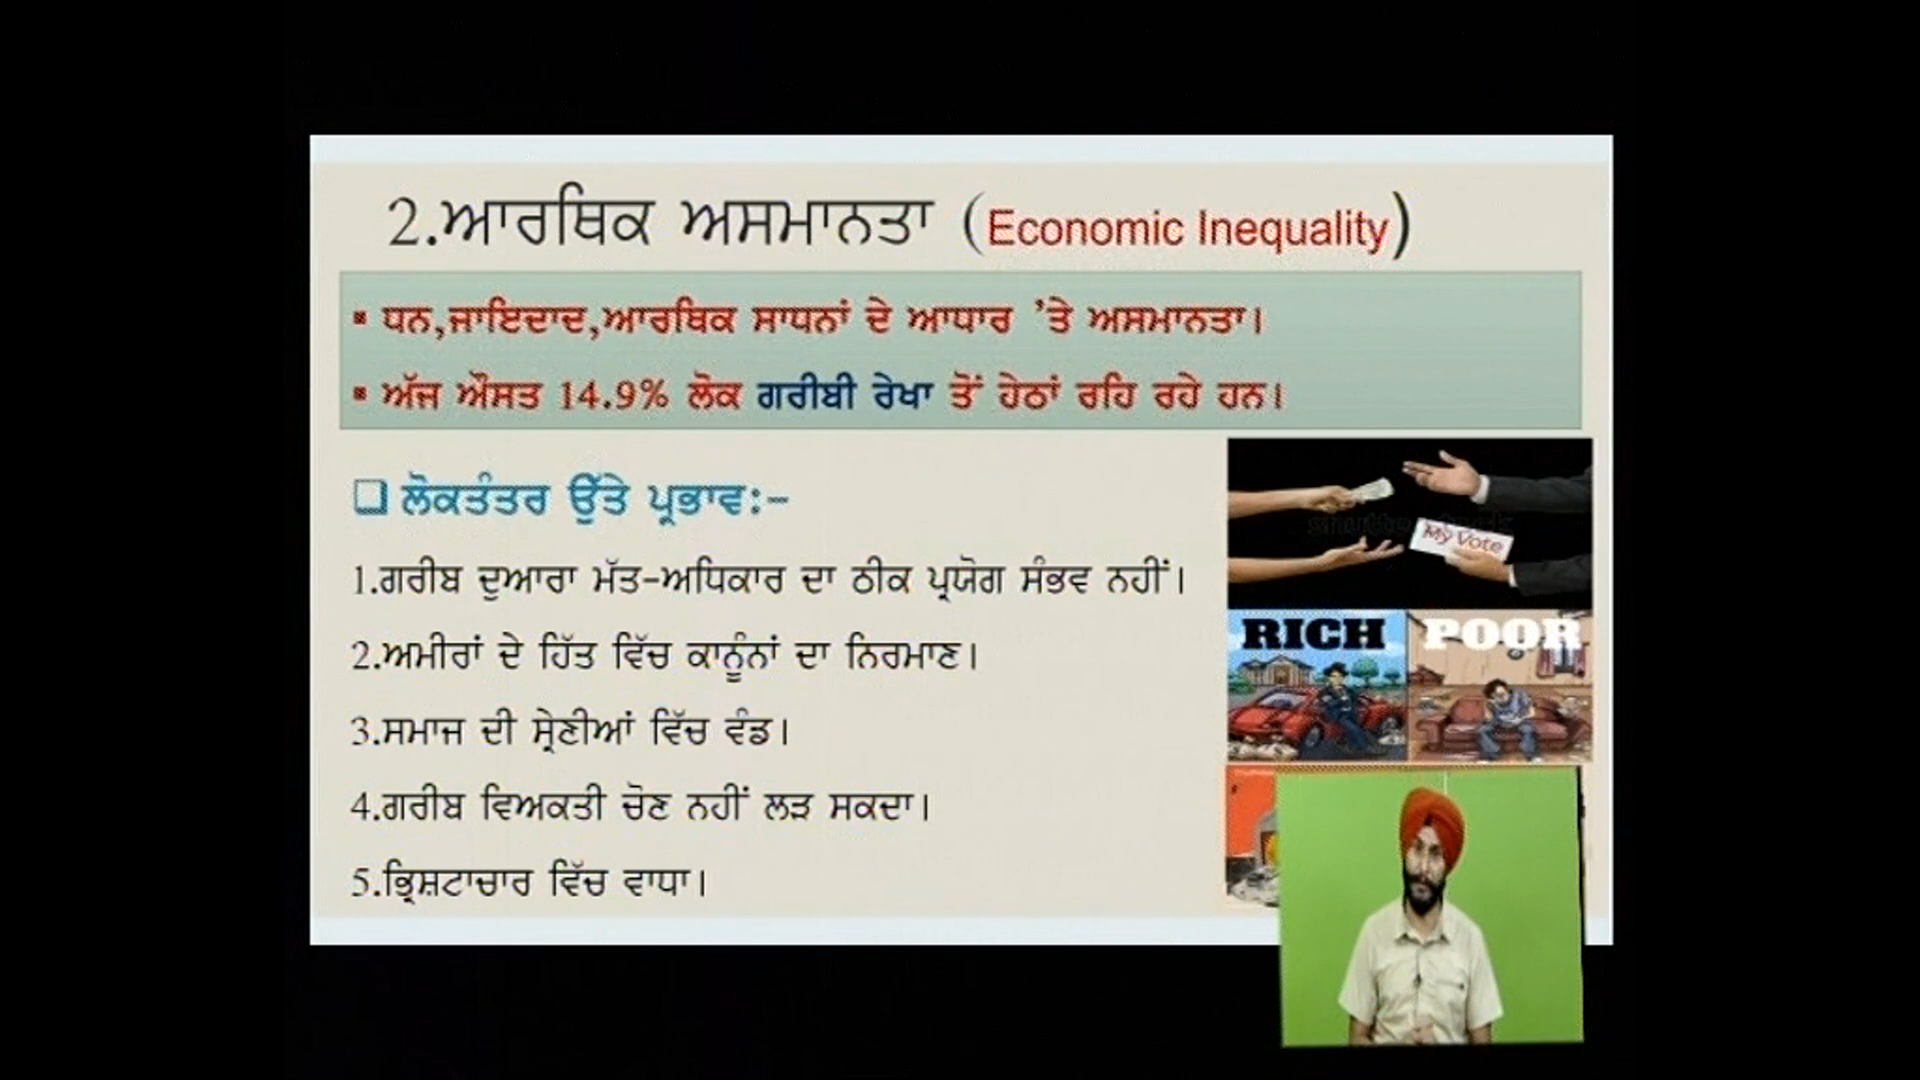 2.ਆਰਥਿਕ ਅਸਮਾਨਤਾ (Economic Inequality)
▪ ਧਨ,ਜਾਇਦਾਦ,ਆਰਥਿਕ ਸਾਧਨਾਂ ਦੇ ਆਧਾਰ ’ਤੇ ਅਸਮਾਨਤਾ।
▪ ਅੱਜ ਔਸਤ 14.9% ਲੋਕ ਗਰੀਬੀ ਰੇਖਾ ਤੋਂ ਹੇਠਾਂ ਰਹਿ ਰਹੇ ਹਨ।
❑ ਲੋਕਤੰਤਰ ਉੱਤੇ ਪ੍ਰਭਾਵ:-
1.ਗਰੀਬ ਦੁਆਰਾ ਮੱਤ-ਅਧਿਕਾਰ ਦਾ ਠੀਕ ਪ੍ਰਯੋਗ ਸੰਭਵ ਨਹੀਂ।
2.ਅਮੀਰਾਂ ਦੇ ਹਿੱਤ ਵਿੱਚ ਕਾਨੂੰਨਾਂ ਦਾ ਨਿਰਮਾਣ।
3.ਸਮਾਜ ਦੀ ਸ੍ਰੇਣੀਆਂ ਵਿੱਚ ਵੰਡ।
4.ਗਰੀਬ ਵਿਅਕਤੀ ਚੋਣ ਨਹੀਂ ਲੜ ਸਕਦਾ।
5.ਭ੍ਰਿਸ਼ਟਾਚਾਰ ਵਿੱਚ ਵਾਧਾ।
My Vote
RICH POOR